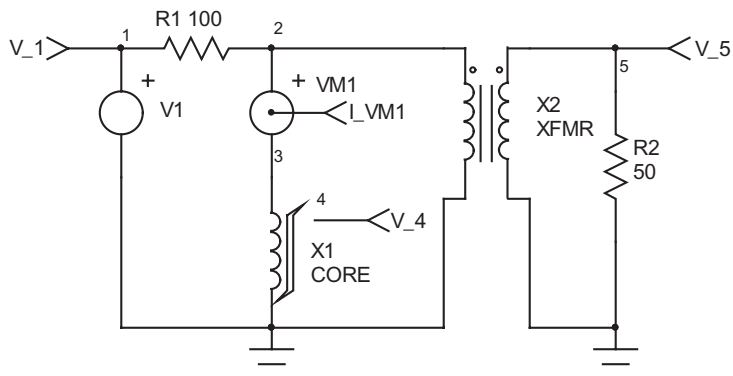 R1 100
V_1
1
2
V_5
5
+
V1
+
VM1
I_VM1
X2
XFMR
R2
50
3
4
V_4
X1
CORE